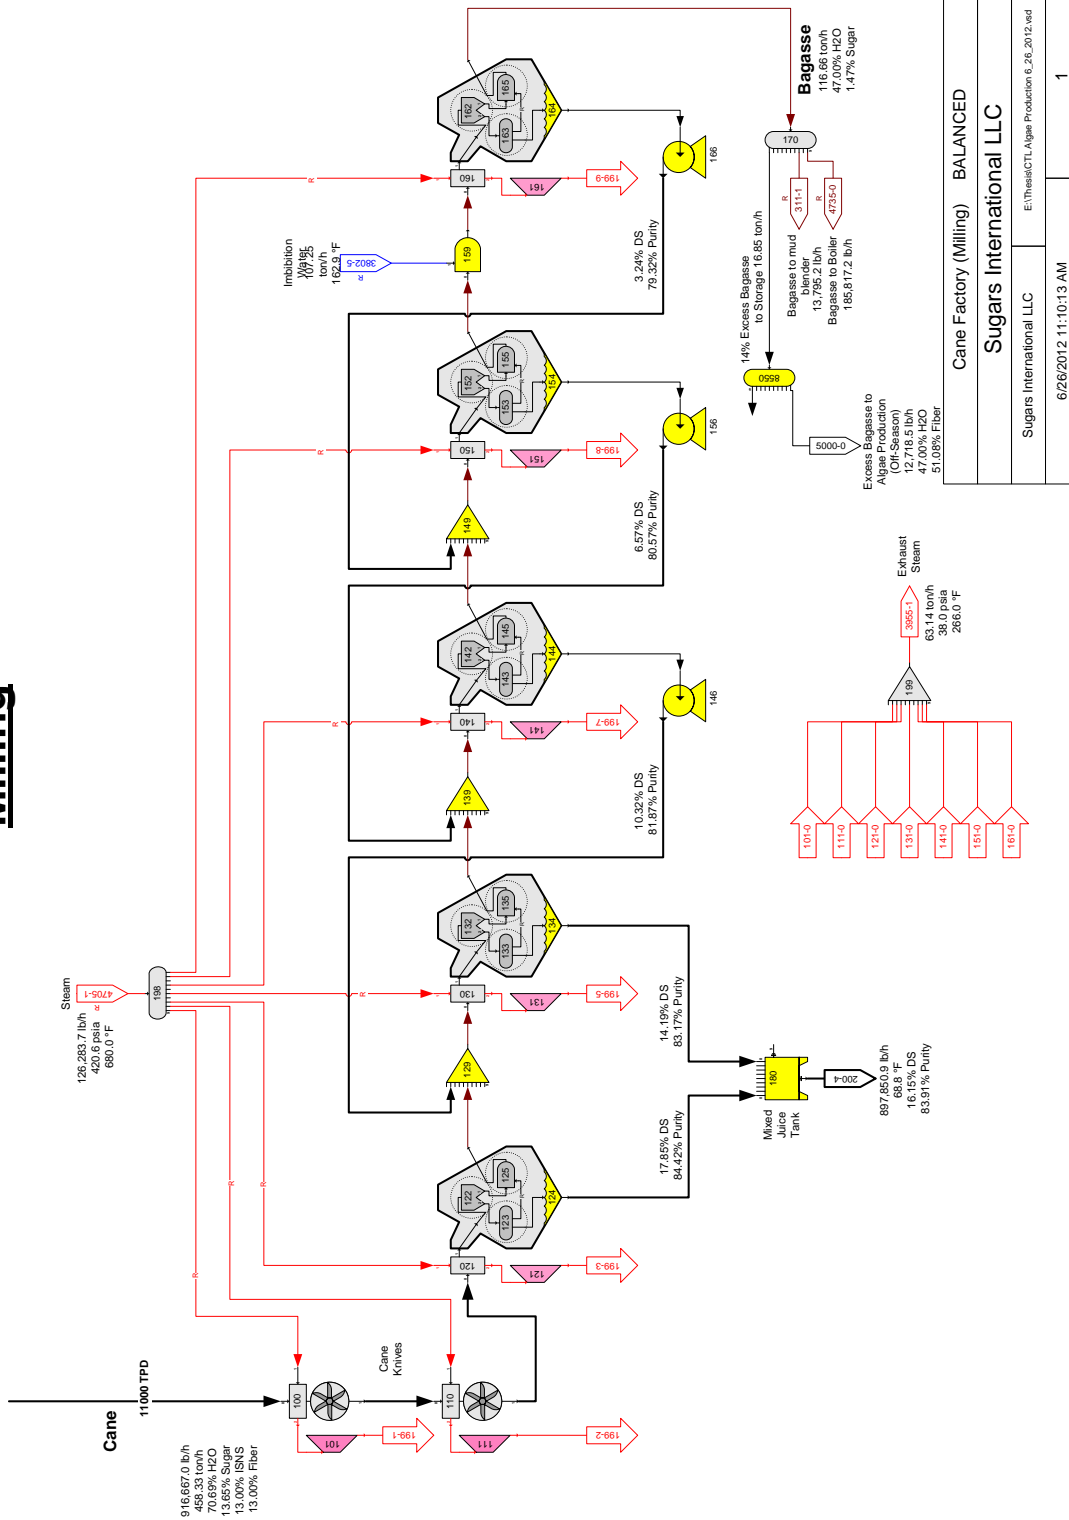 Milling
Cane
11000 TPD
916,667.0 lb/h
458.33 ton/h
70.69% H2O
13.65% Sugar
13.00% ISNS
13.00% Fiber
100
101
199-1
Cane
Knives
110
111
199-2
Steam
4705-1
R
126,283.7 lb/h
420.6 psia
680.0 °F
198
R
R
R
R
R
R
R
120
121
199-3
122
123
125
R
124
17.85% DS
84.42% Purity
129
130
131
199-5
132
133
135
R
134
14.19% DS
83.17% Purity
Mixed
Juice
Tank
180
200-4
897,850.9 lb/h
68.8 °F
16.15% DS
83.91% Purity
139
140
141
199-7
142
143
145
R
144
146
10.32% DS
81.87% Purity
149
150
151
199-8
152
153
155
R
154
156
6.57% DS
80.57% Purity
Imbibition
Water
107.25
ton/h
162.9 °F
3802-5
R
159
160
161
199-9
162
163
165
R
164
166
3.24% DS
79.32% Purity
Bagasse
116.66 ton/h
47.00% H2O
1.47% Sugar
170
R
311-1
R
4735-0
Bagasse to mud
blender
13,795.2 lb/h
Bagasse to Boiler
185,817.2 lb/h
14% Excess Bagasse
to Storage 16.85 ton/h
8550
5000-0
Excess Bagasse to
Algae Production
(Off-Season)
12,718.5 lb/h
47.00% H2O
51.08% Fiber
101-0
111-0
121-0
131-0
141-0
151-0
161-0
199
3955-1
Exhaust
Steam
63.14 ton/h
38.0 psia
266.0 °F
Cane Factory (Milling) BALANCED
Sugars International LLC
Sugars International LLC
E:\Thesis\CTL Algae Production 6_26_2012.vsd
6/26/2012 11:10:13 AM
1